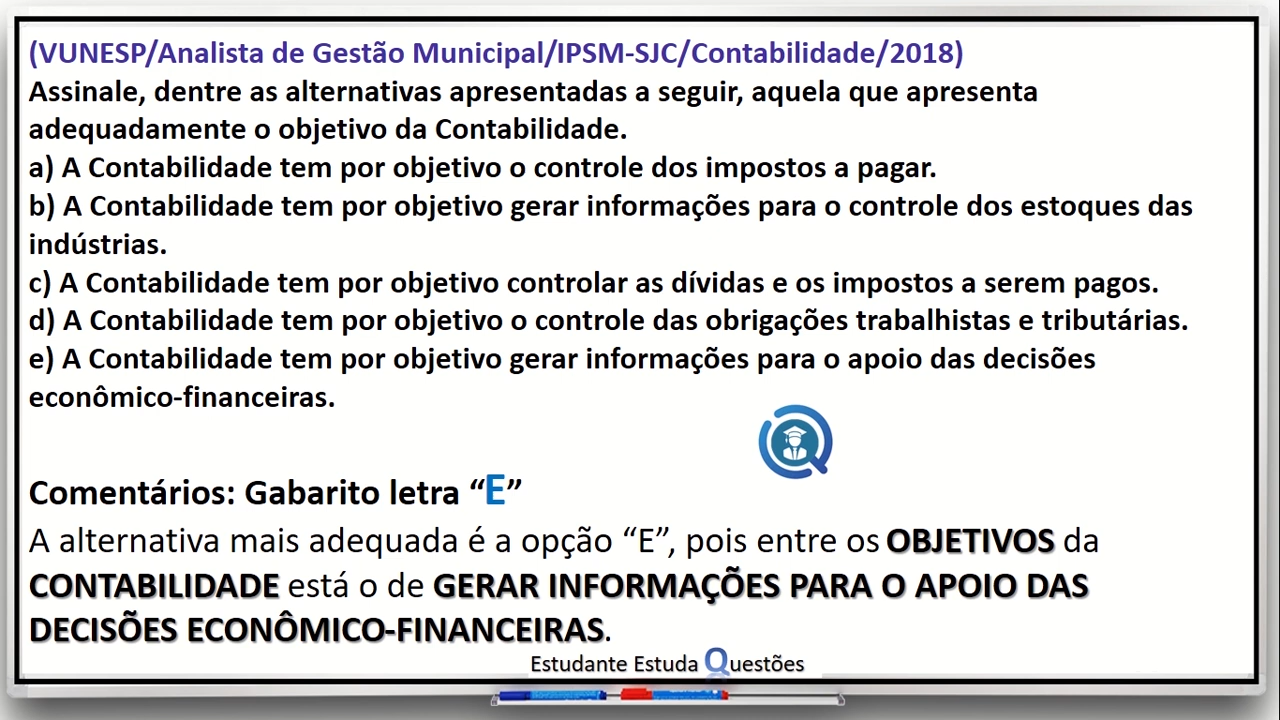 (VUNESP/Analista de Gestão Municipal/IPSM-SJC/Contabilidade/2018)
Assinale, dentre as alternativas apresentadas a seguir, aquela que apresenta
adequadamente o objetivo da Contabilidade.
a) A Contabilidade tem por objetivo o controle dos impostos a pagar.
b) A Contabilidade tem por objetivo gerar informações para o controle dos estoques das
indústrias.
c) A Contabilidade tem por objetivo controlar as dívidas e os impostos a serem pagos.
d) A Contabilidade tem por objetivo o controle das obrigações trabalhistas e tributárias.
e) A Contabilidade tem por objetivo gerar informações para o apoio das decisões
econômico-financeiras.
Comentários: Gabarito letra “E”
A alternativa mais adequada é a opção “E”, pois entre os OBJETIVOS da
CONTABILIDADE está o de GERAR INFORMAÇÕES PARA O APOIO DAS
DECISÕES ECONÔMICO-FINANCEIRAS.
Estudante Estuda Questões